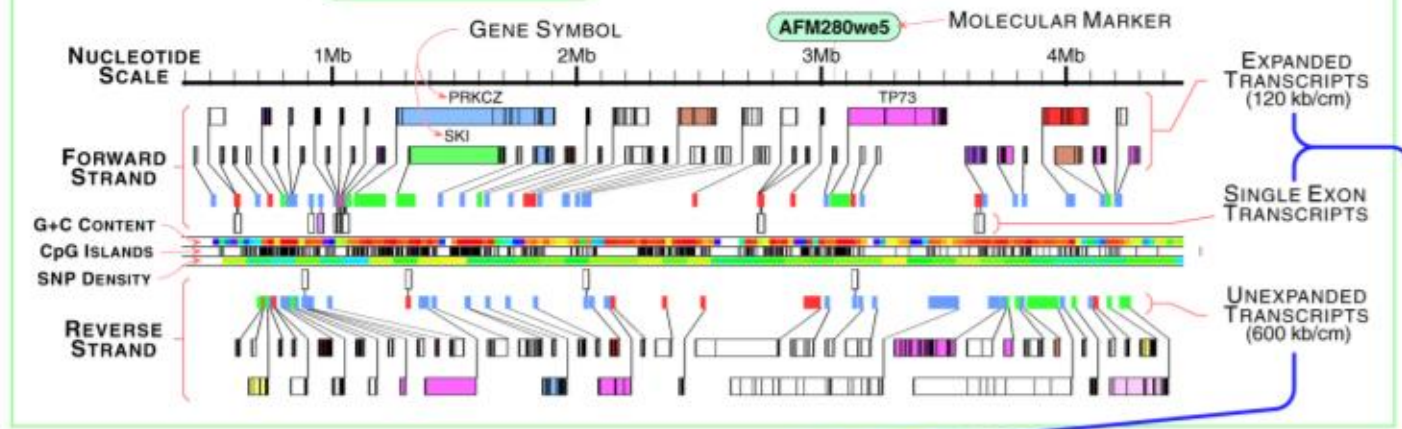 GENE SYMBOL
AFM280we5
MOLECULAR MARKER
NUCLEOTIDE
SCALE
1Mb
2Mb
3Mb
4Mb
EXPANDED
TRANSCRIPTS
(120 kb/cm)
PRKCZ
TP73
SKI
FORWARD
STRAND
SINGLE EXON
TRANSCRIPTS
G+C CONTENT
CpG ISLANDS
SNP DENSITY
UNEXPANDED
TRANSCRIPTS
(600 kb/cm)
REVERSE
STRAND